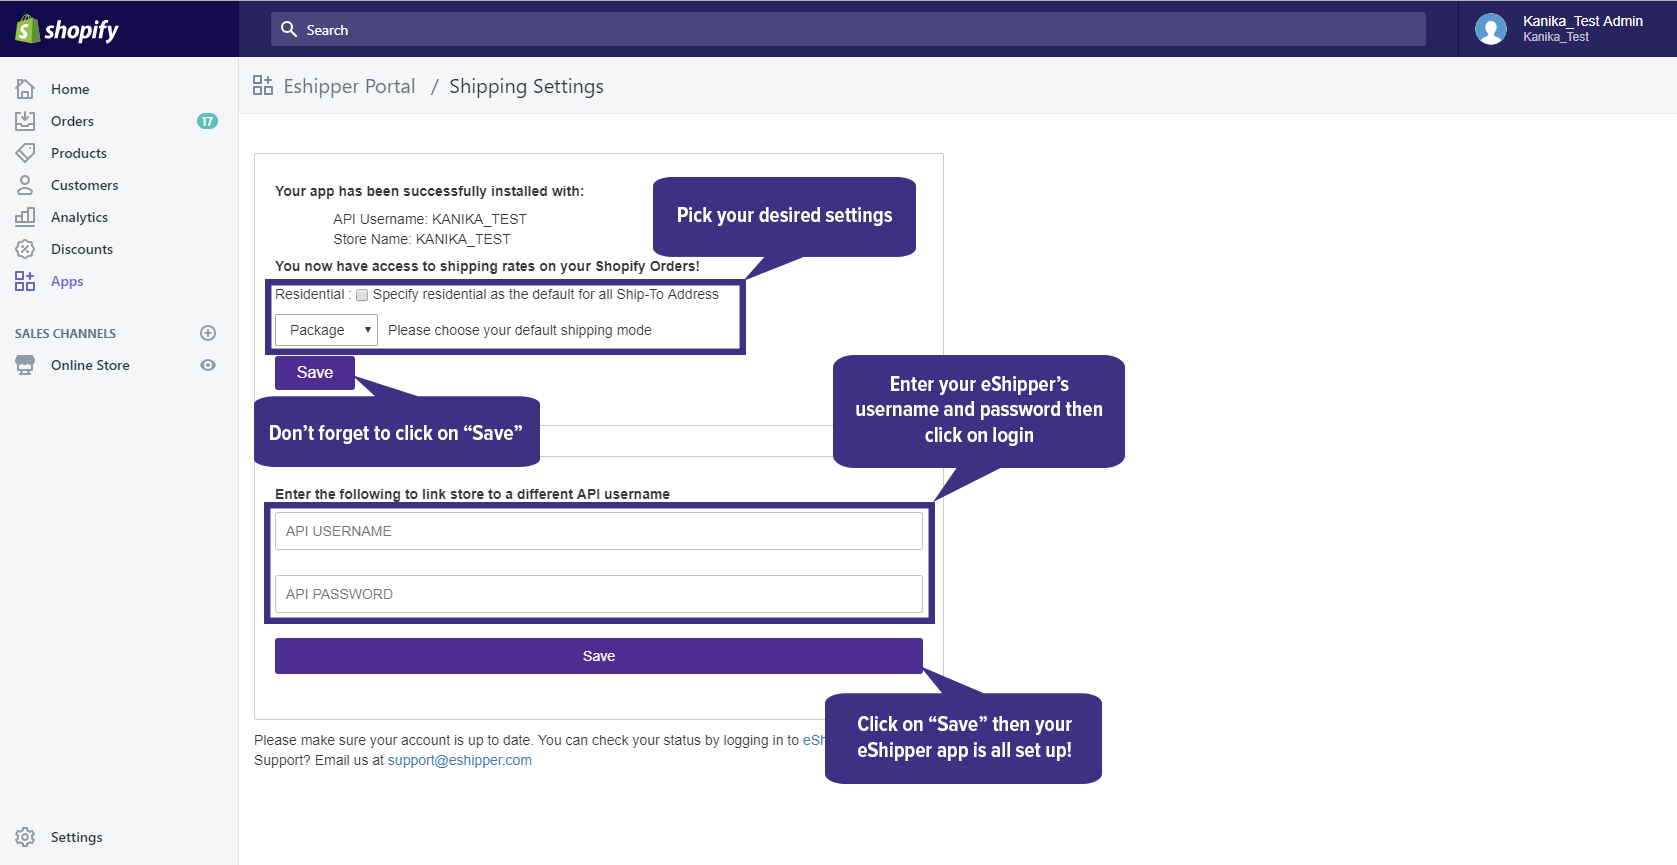 shopify
Search
Kanika_Test Admin
Kanika_Test
Home
Orders
17
Products
Customers
Analytics
Discounts
Apps
SALES CHANNELS
Online Store
Settings
Eshipper Portal / Shipping Settings
Your app has been successfully installed with:
API Username: KANIKA_TEST
Store Name: KANIKA_TEST
Pick your desired settings
You now have access to shipping rates on your Shopify Orders!
Residential : Specify residential as the default for all Ship-To Address
Package Please choose your default shipping mode
Save
Don't forget to click on “Save”
Enter your eShipper's
username and password then
click on login
Enter the following to link store to a different API username
API USERNAME
API PASSWORD
Save
Click on “Save” then your
eShipper app is all set up!
Please make sure your account is up to date. You can check your status by logging in to
Support? Email us at support@eshipper.com